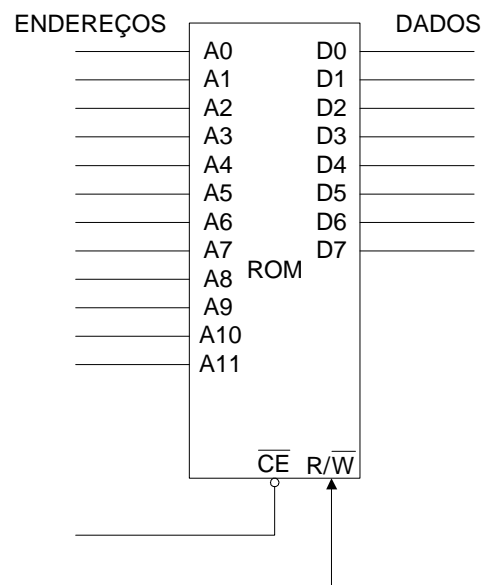 ENDEREÇOS DADOS
A0 D0
A1 D1
A2 D2
A3 D3
A4 D4
A5 D5
A6 D6
A7 D7
ROM
A8
A9
A10
A11
C̅E̅ R/W̅